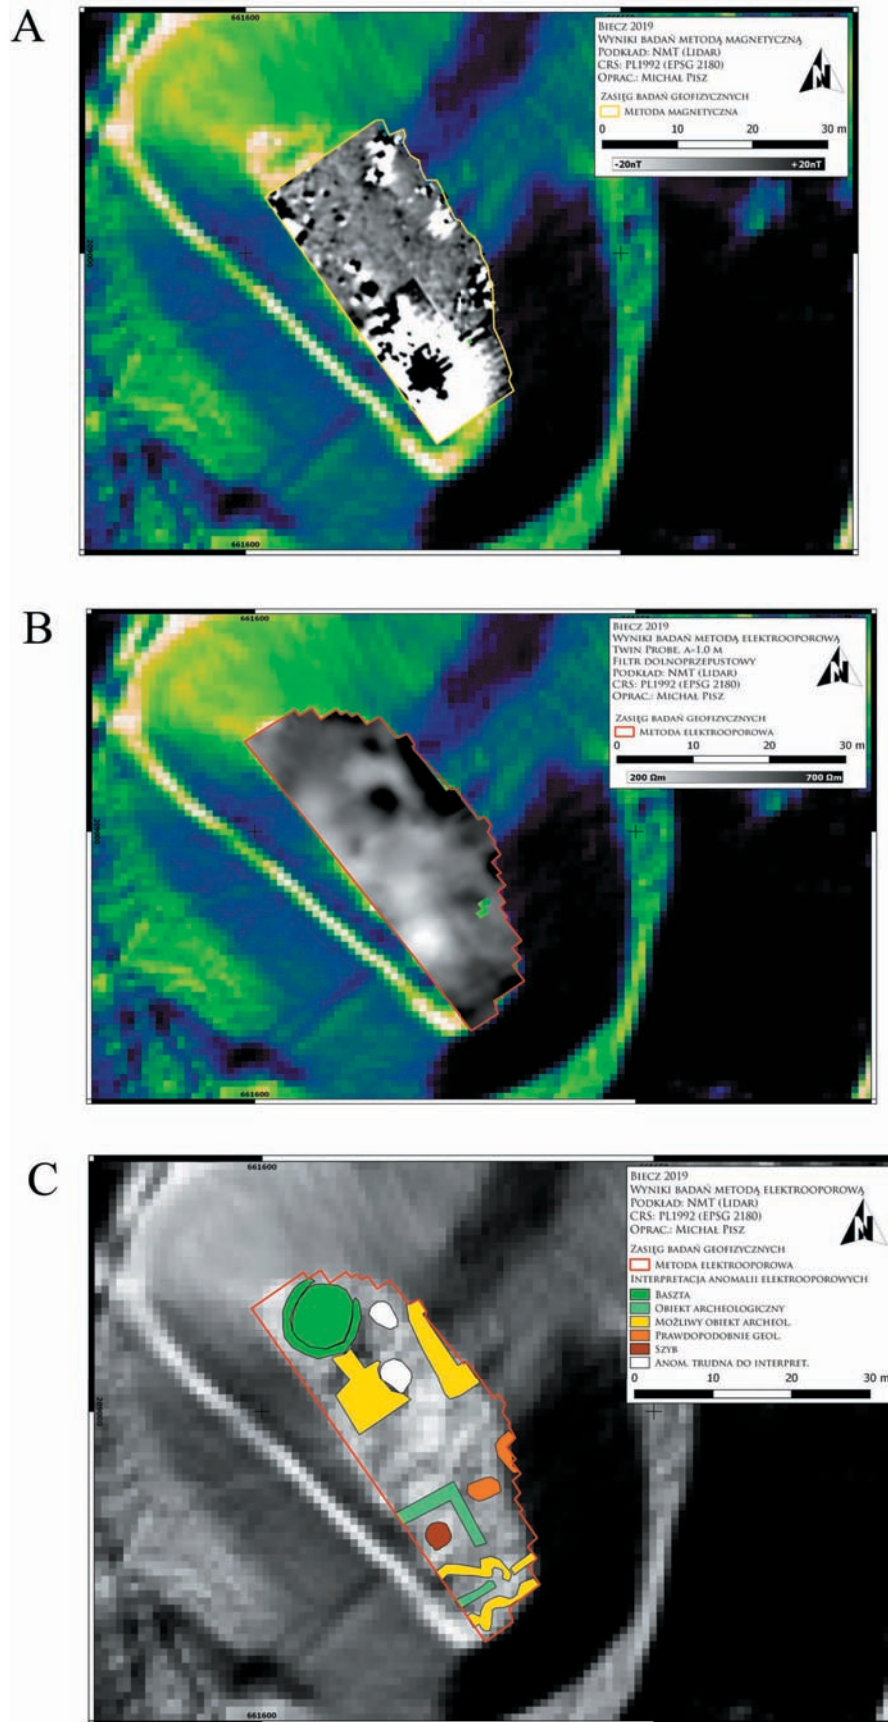 A
661600
BIECZ 2019
WYNIKI BADAŃ METODĄ MAGNETYCZNĄ
PODKŁAD: NMT (LIDAR)
CRS: PL1992 (EPSG 2180)
OPRAC.: MICHAŁ PISZ
N
ZASIĘG BADAŃ GEOFIZYCZNYCH
METODA MAGNETYCZNA
0 10 20 30 m
-20nT +20nT
209000
661600
B
661600
BIECZ 2019
WYNIKI BADAŃ METODĄ ELEKTROOPOROWĄ
TWIN PROBE, A-1.0 M
FILTR DOLNOPRZEPUSTOWY
PODKŁAD: NMT (LIDAR)
CRS: PL1992 (EPSG 2180)
OPRAC.: MICHAŁ PISZ
N
ZASIĘG BADAŃ GEOFIZYCZNYCH
METODA ELEKTROOPOROWA
0 10 20 30 m
200 Ωm 700 Ωm
209000
661600
C
661600
BIECZ 2019
WYNIKI BADAŃ METODĄ ELEKTROOPOROWĄ
PODKŁAD: NMT (LIDAR)
CRS: PL1992 (EPSG 2180)
OPRAC.: MICHAŁ PISZ
N
ZASIĘG BADAŃ GEOFIZYCZNYCH
METODA ELEKTROOPOROWA
INTERPRETACJA ANOMALII ELEKTROOPOROWYCH
BASZTA
OBIEKT ARCHEOLOGICZNY
MOŻLIWY OBIEKT ARCHEOL.
PRAWDOPODOBNIE GEOL.
SZYB
ANOM. TRUDNA DO INTERPRET.
0 10 20 30 m
209000
661600